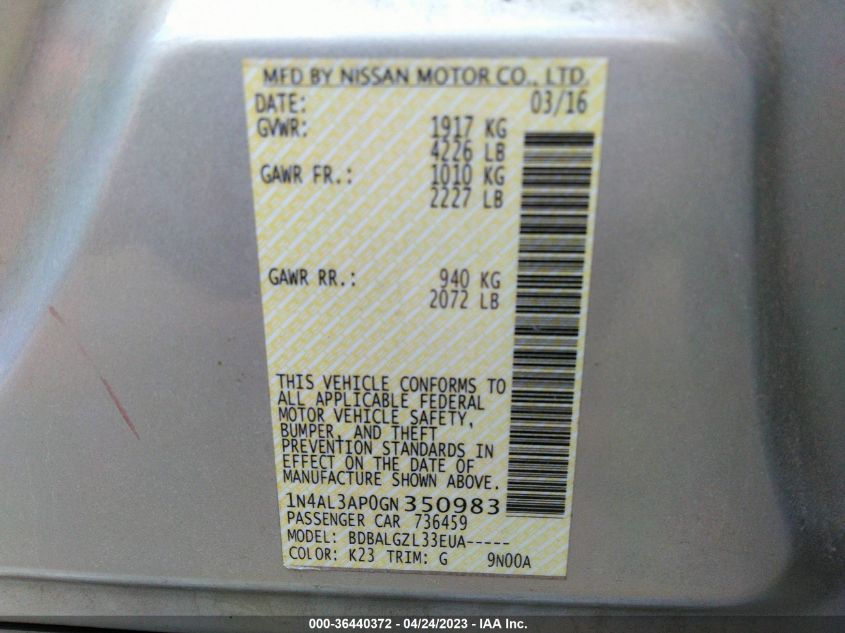 MFD BY NISSAN MOTOR CO., LTD.
DATE: 03/16
GVWR: 1917 KG
4226 LB
GAWR FR.: 1010 KG
2227 LB
GAWR RR.: 940 KG
2072 LB
THIS VEHICLE CONFORMS TO
ALL APPLICABLE FEDERAL
MOTOR VEHICLE SAFETY,
BUMPER, AND THEFT
PREVENTION STANDARDS IN
EFFECT ON THE DATE OF
MANUFACTURE SHOWN ABOVE.
1N4AL3AP0GN350983
PASSENGER CAR 736459
MODEL: BDBALGZL33EUA-----
COLOR: K23 TRIM: G 9N00A
000-36440372 - 04/24/2023 - IAA Inc.